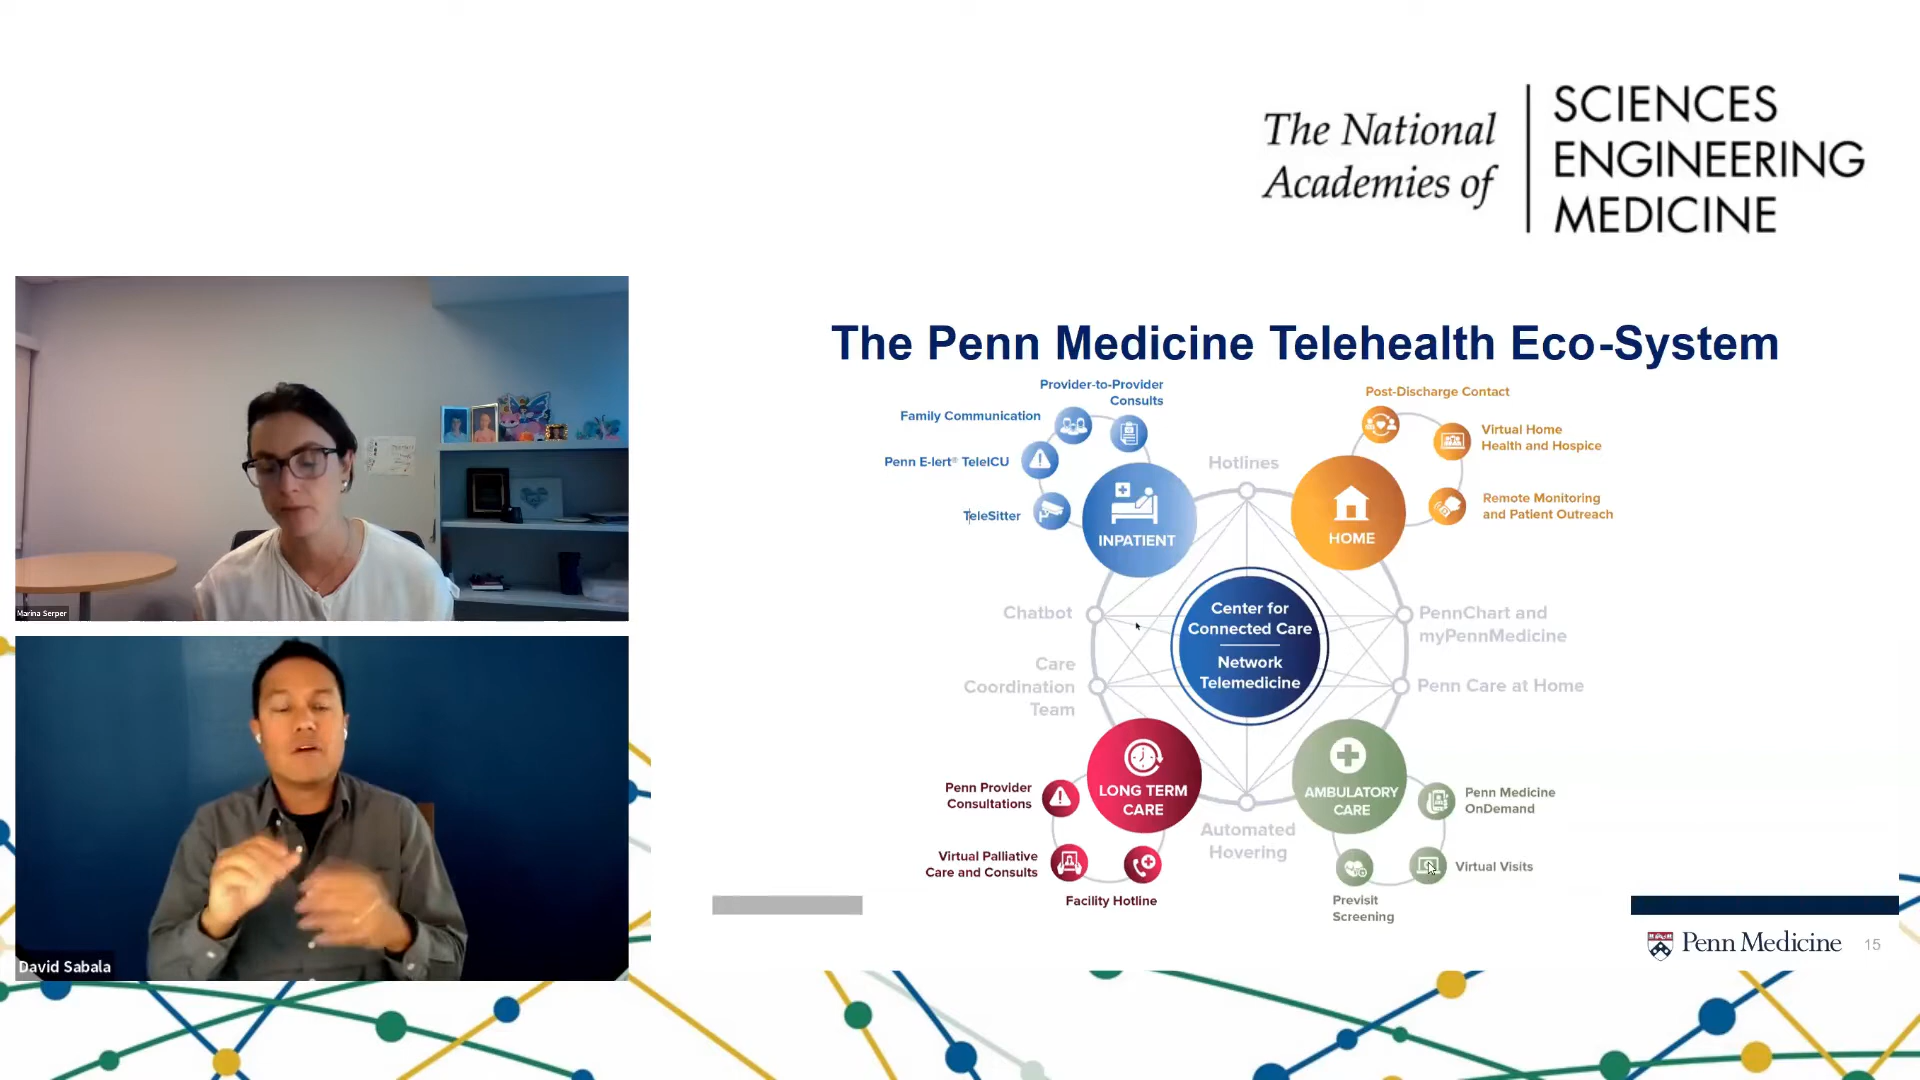 The National
Academies of
SCIENCES
ENGINEERING
MEDICINE
Marina Serper
David Sabala
The Penn Medicine Telehealth Eco-System
Provider-to-Provider
Consults
Family Communication
Penn E-lert® TeleICU
TeleSitter
INPATIENT
Hotlines
Post-Discharge Contact
Virtual Home
Health and Hospice
Remote Monitoring
and Patient Outreach
HOME
Chatbot
Care
Coordination
Team
Center for
Connected Care
Network
Telemedicine
PennChart and
myPennMedicine
Penn Care at Home
LONG TERM
CARE
Penn Provider
Consultations
Virtual Palliative
Care and Consults
Facility Hotline
Automated
Hovering
AMBULATORY
CARE
Penn Medicine
OnDemand
Virtual Visits
Previsit
Screening
Penn Medicine
15